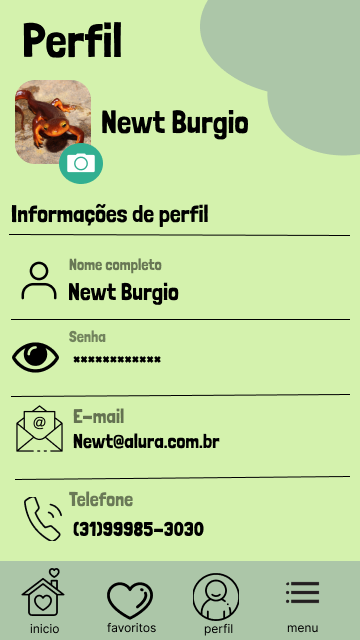 Perfil
Newt Burgio
Informações de perfil
Nome completo
Newt Burgio
Senha
************
E-mail
@
Newt@alura.com.br
Telefone
(31)99985-3030
inicio favoritos perfil menu